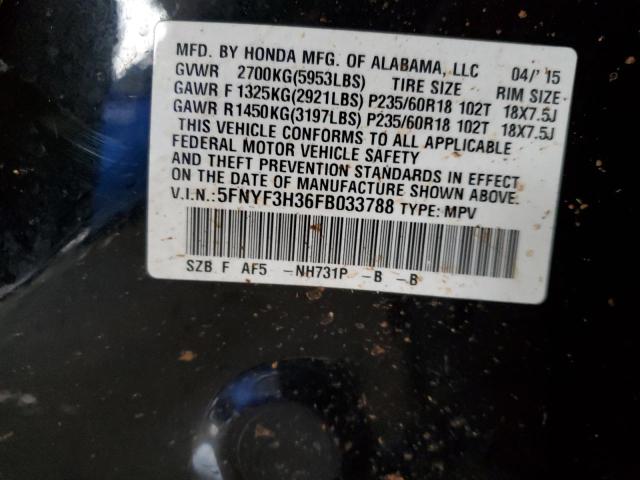 MFD. BY HONDA MFG. OF ALABAMA, LLC 04/'15
GVWR 2700KG(5953LBS) TIRE SIZE RIM SIZE
GAWR F 1325KG(2921LBS) P235/60R18 102T 18X7.5J
GAWR R1450KG(3197LBS) P235/60R18 102T 18X7.5J
THIS VEHICLE CONFORMS TO ALL APPLICABLE
FEDERAL MOTOR VEHICLE SAFETY
AND THEFT PREVENTION STANDARDS IN EFFECT
ON THE DATE OF MANUFACTURE SHOWN ABOVE.
V.I.N.:5FNYF3H36FB033788 TYPE: MPV
SZB F AF5 -NH731P -B -B